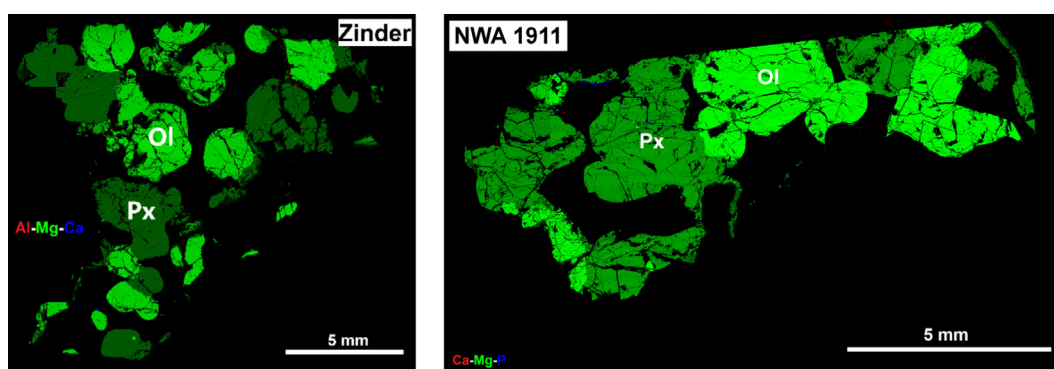 Zinder
Ol
Px
Al-Mg-Ca
5 mm
NWA 1911
Ol
Px
5 mm
Ca-Mg-P